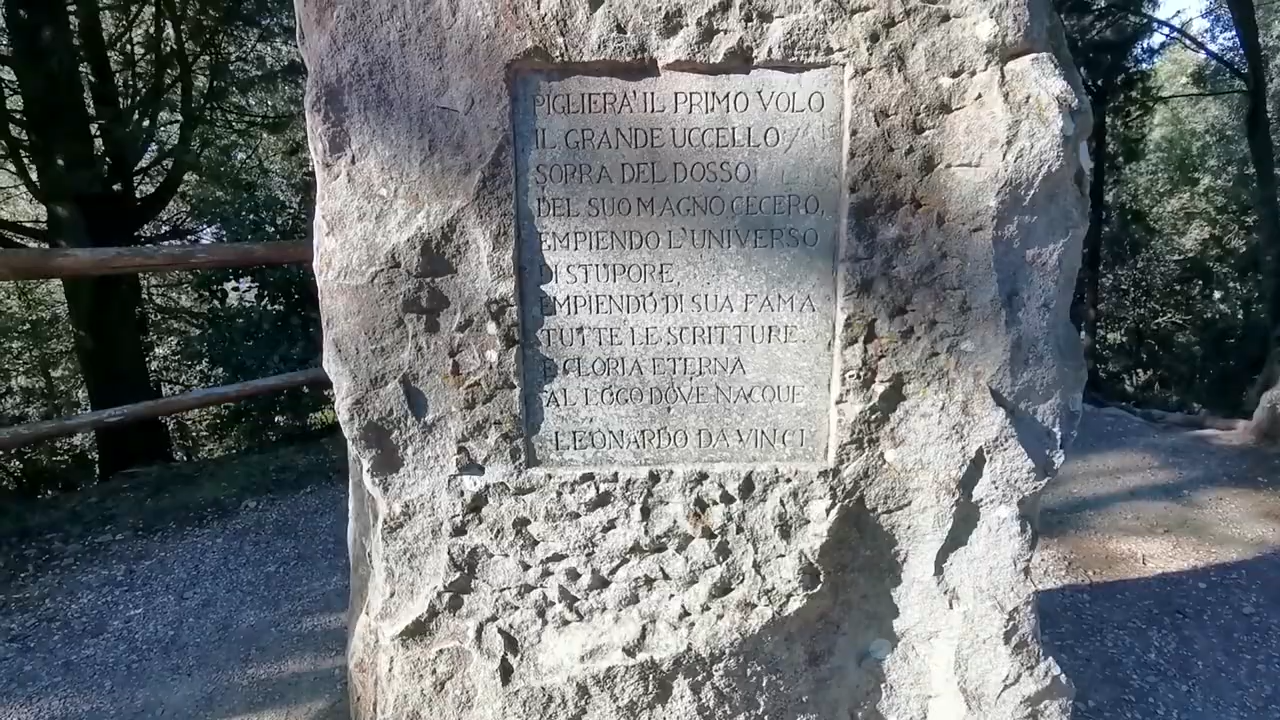 PIGLIERA' IL PRIMO VOLO
IL GRANDE UCCELLO
SOPRA DEL DOSSO
DEL SUO MAGNO CECERO,
EMPIENDO L'UNIVERSO
DI STUPORE,
EMPIENDO DI SUA FAMA
TUTTE LE SCRITTURE.
E GLORIA ETERNA
AL LOGO DOVE NACQUE
LEONARDO DA VINCI